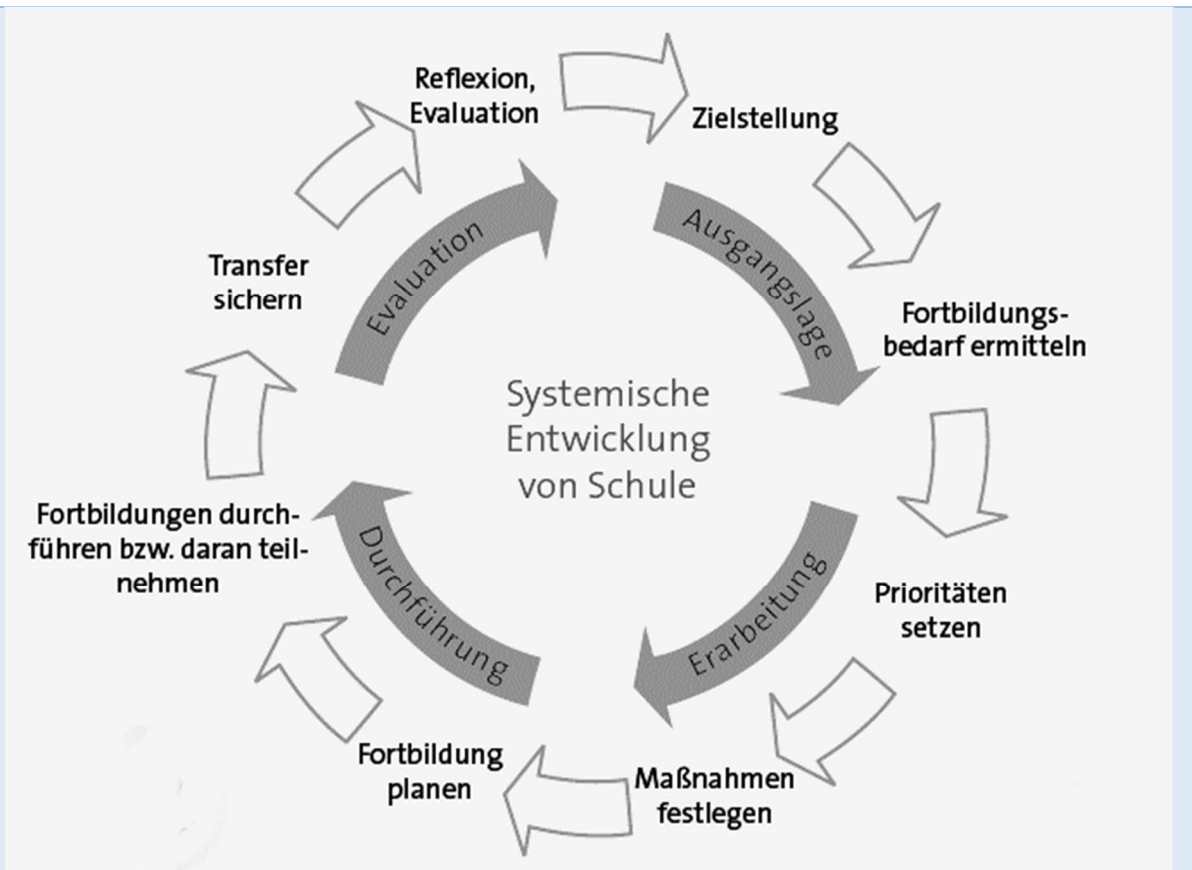 Reflexion,
Evaluation
Zielstellung
Fortbildungs-
bedarf ermitteln
Prioritäten
setzen
Maßnahmen
festlegen
Fortbildung
planen
Fortbildungen durch-
führen bzw. daran teil-
nehmen
Transfer
sichern
Evaluation
Ausgangslage
Erarbeitung
Durchführung
Systemische
Entwicklung
von Schule